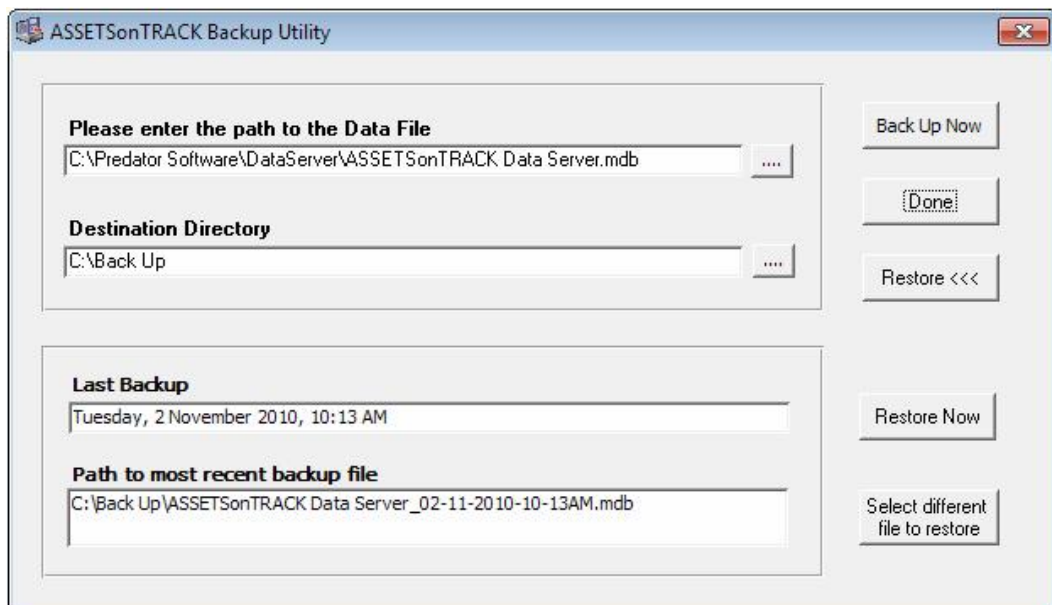 ASSETSonTRACK Backup Utility
Please enter the path to the Data File
C:\Predator Software\DataServer\ASSETSonTRACK Data Server.mdb
....
Back Up Now
Done
Destination Directory
C:\Back Up
....
Restore <<<
Last Backup
Tuesday, 2 November 2010, 10:13 AM
Restore Now
Path to most recent backup file
C:\Back Up\ASSETSonTRACK Data Server_02-11-2010-10-13AM.mdb
Select different
file to restore